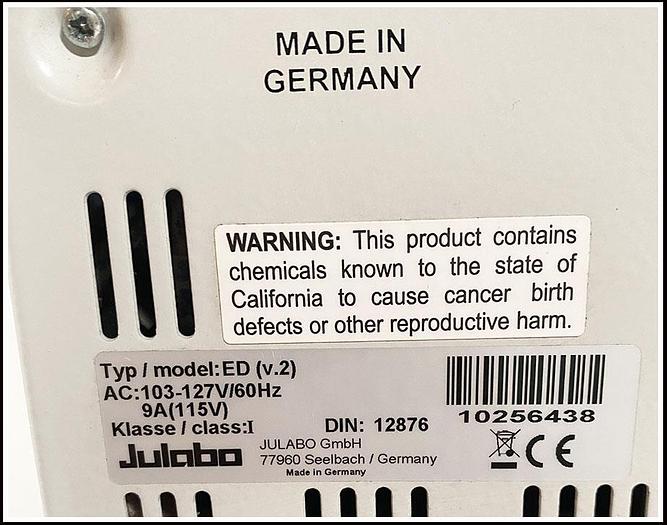 MADE IN
GERMANY
WARNING: This product contains
chemicals known to the state of
California to cause cancer birth
defects or other reproductive harm.
Typ / model:ED (v.2)
AC:103-127V/60Hz
9A(115V)
Klasse / class:I
DIN: 12876
10256438
Julabo
JULABO GmbH
77960 Seelbach / Germany
Made in Germany
CE